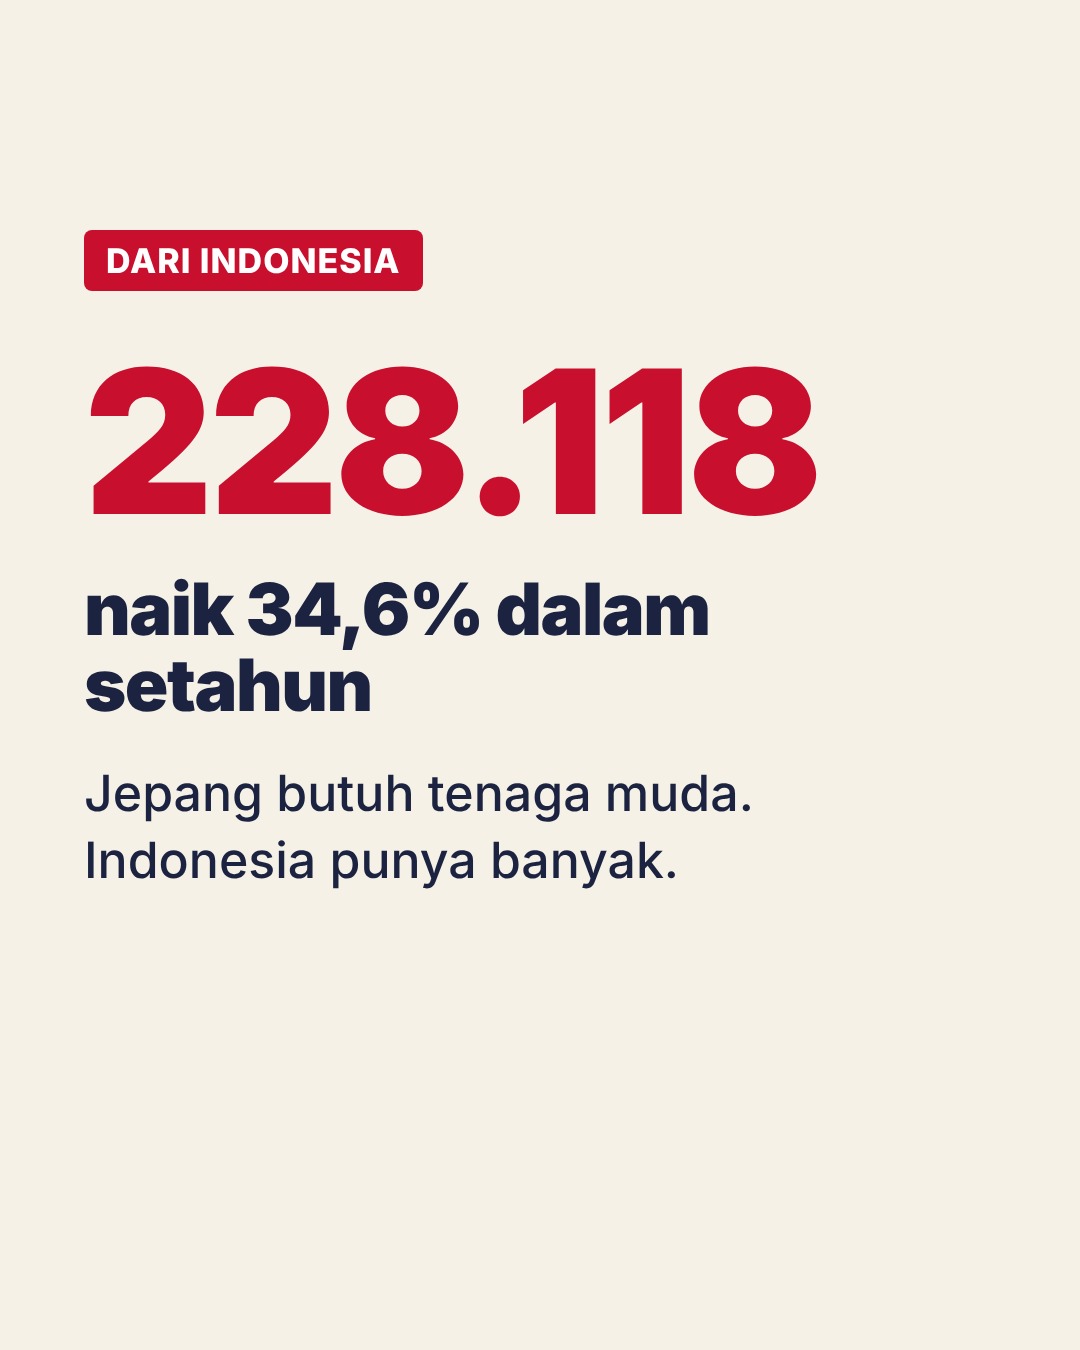 DARI INDONESIA
228.118
naik 34,6% dalam
setahun
Jepang butuh tenaga muda.
Indonesia punya banyak.